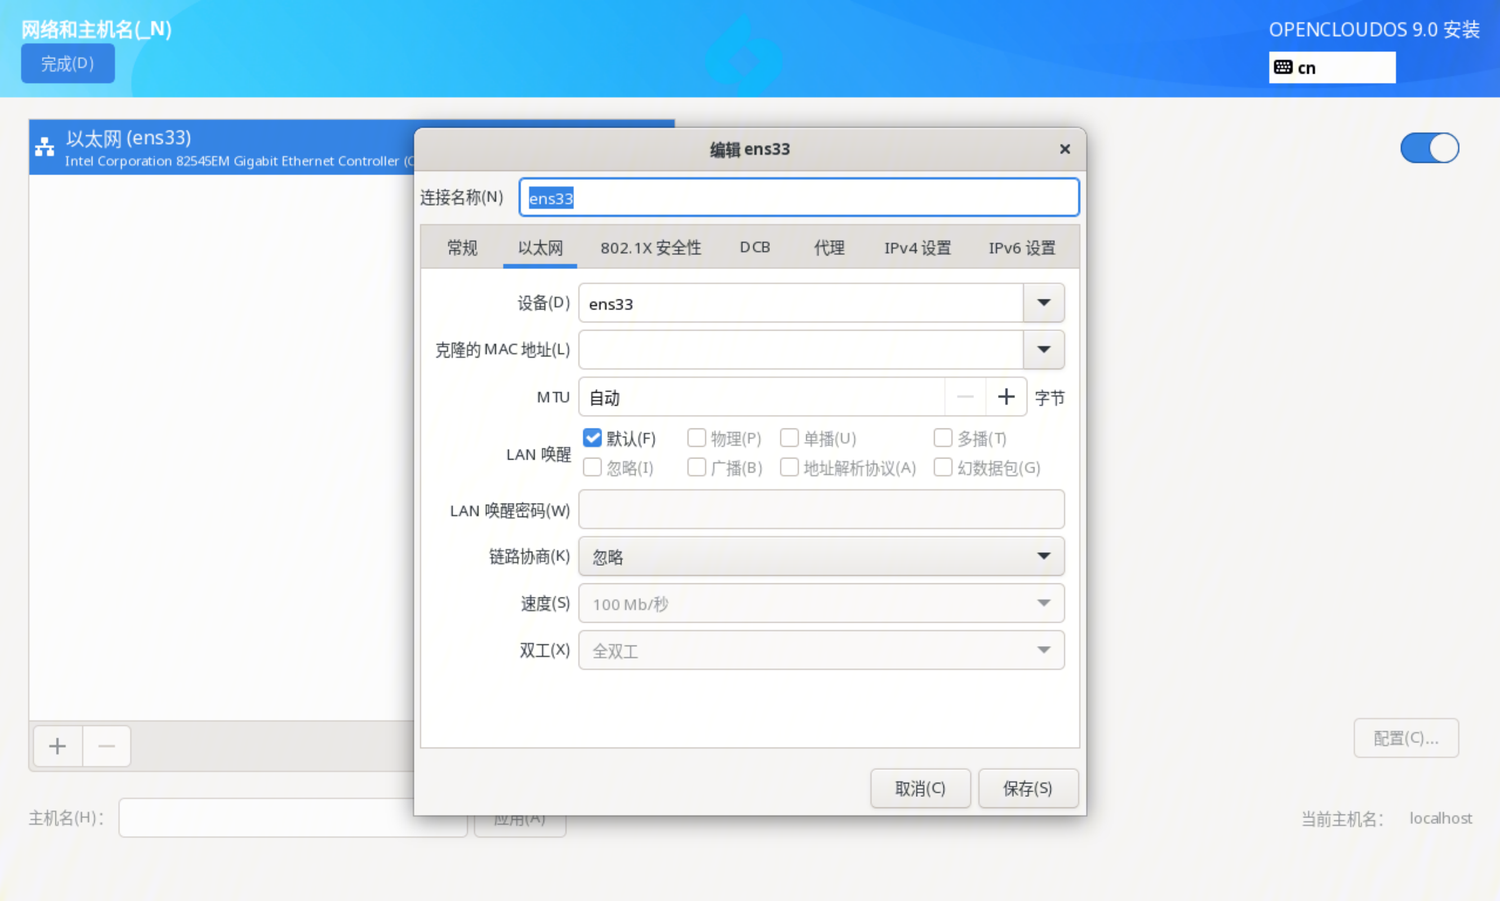 网络和主机名(_N)
OPENCLOUDOS 9.0 安装
完成(D)
cn
以太网 (ens33)
Intel Corporation 82545EM Gigabit Ethernet Controller (C
编辑 ens33
连接名称(N)
ens33
常规
以太网
802.1X 安全性
DCB
代理
IPv4 设置
IPv6 设置
设备(D)
ens33
克隆的 MAC 地址(L)
MTU
自动
字节
LAN 唤醒
默认(F)
物理(P)
单播(U)
多播(T)
忽略(I)
广播(B)
地址解析协议(A)
幻数据包(G)
LAN 唤醒密码(W)
链路协商(K)
忽略
速度(S)
100 Mb/秒
双工(X)
全双工
配置(C)...
取消(C)
保存(S)
主机名(H)：
应用(A)
当前主机名：
localhost